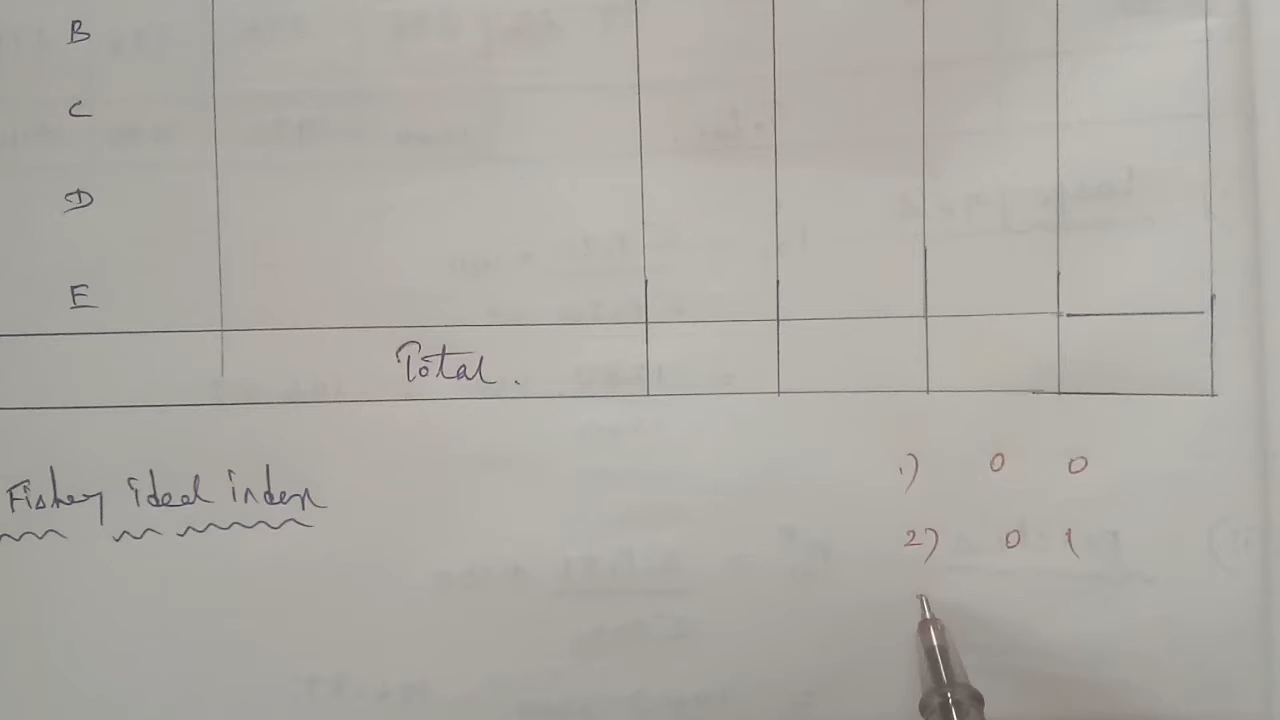 B
C
D
E
Total.
Fisher ideal index
1) 0 0
2) 0 1